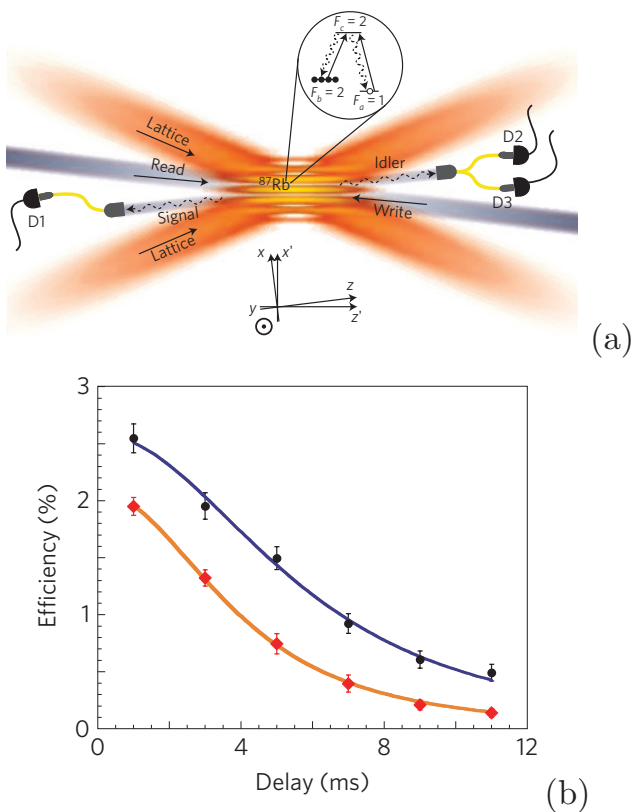 F_c = 2
F_b = 2
F_a = 1
Lattice
Read
87Rb
Idler
D2
D3
D1
Signal
Write
Lattice
x
x'
z
y
z'
(a)
3
2
1
0
Efficiency (%)
0
4
8
12
Delay (ms)
(b)